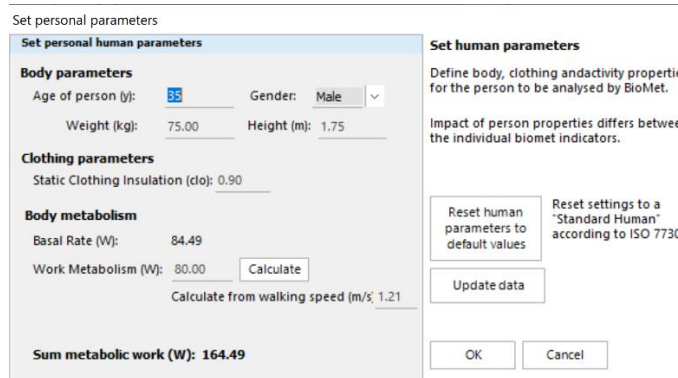 Set personal parameters
Set personal human parameters
Body parameters
Age of person (y): 35 Gender: Male
Weight (kg): 75.00 Height (m): 1.75
Clothing parameters
Static Clothing Insulation (clo): 0.90
Body metabolism
Basal Rate (W): 84.49
Work Metabolism (W): 80.00 Calculate
Calculate from walking speed (m/s) 1.21
Sum metabolic work (W): 164.49
Set human parameters
Define body, clothing andactivity properti
for the person to be analysed by BioMet.
Impact of person properties differs betwee
the individual biomet indicators.
Reset human
parameters to
default values
Reset settings to a
"Standard Human"
according to ISO 7730
Update data
OK Cancel